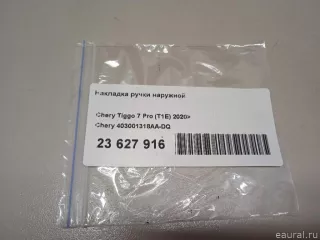 Накладка ручки наружной
Chery Tiggo 7 Pro (T1E) 2020>
Chery 403001318AA-DQ
23 627 916
© eaural.ru